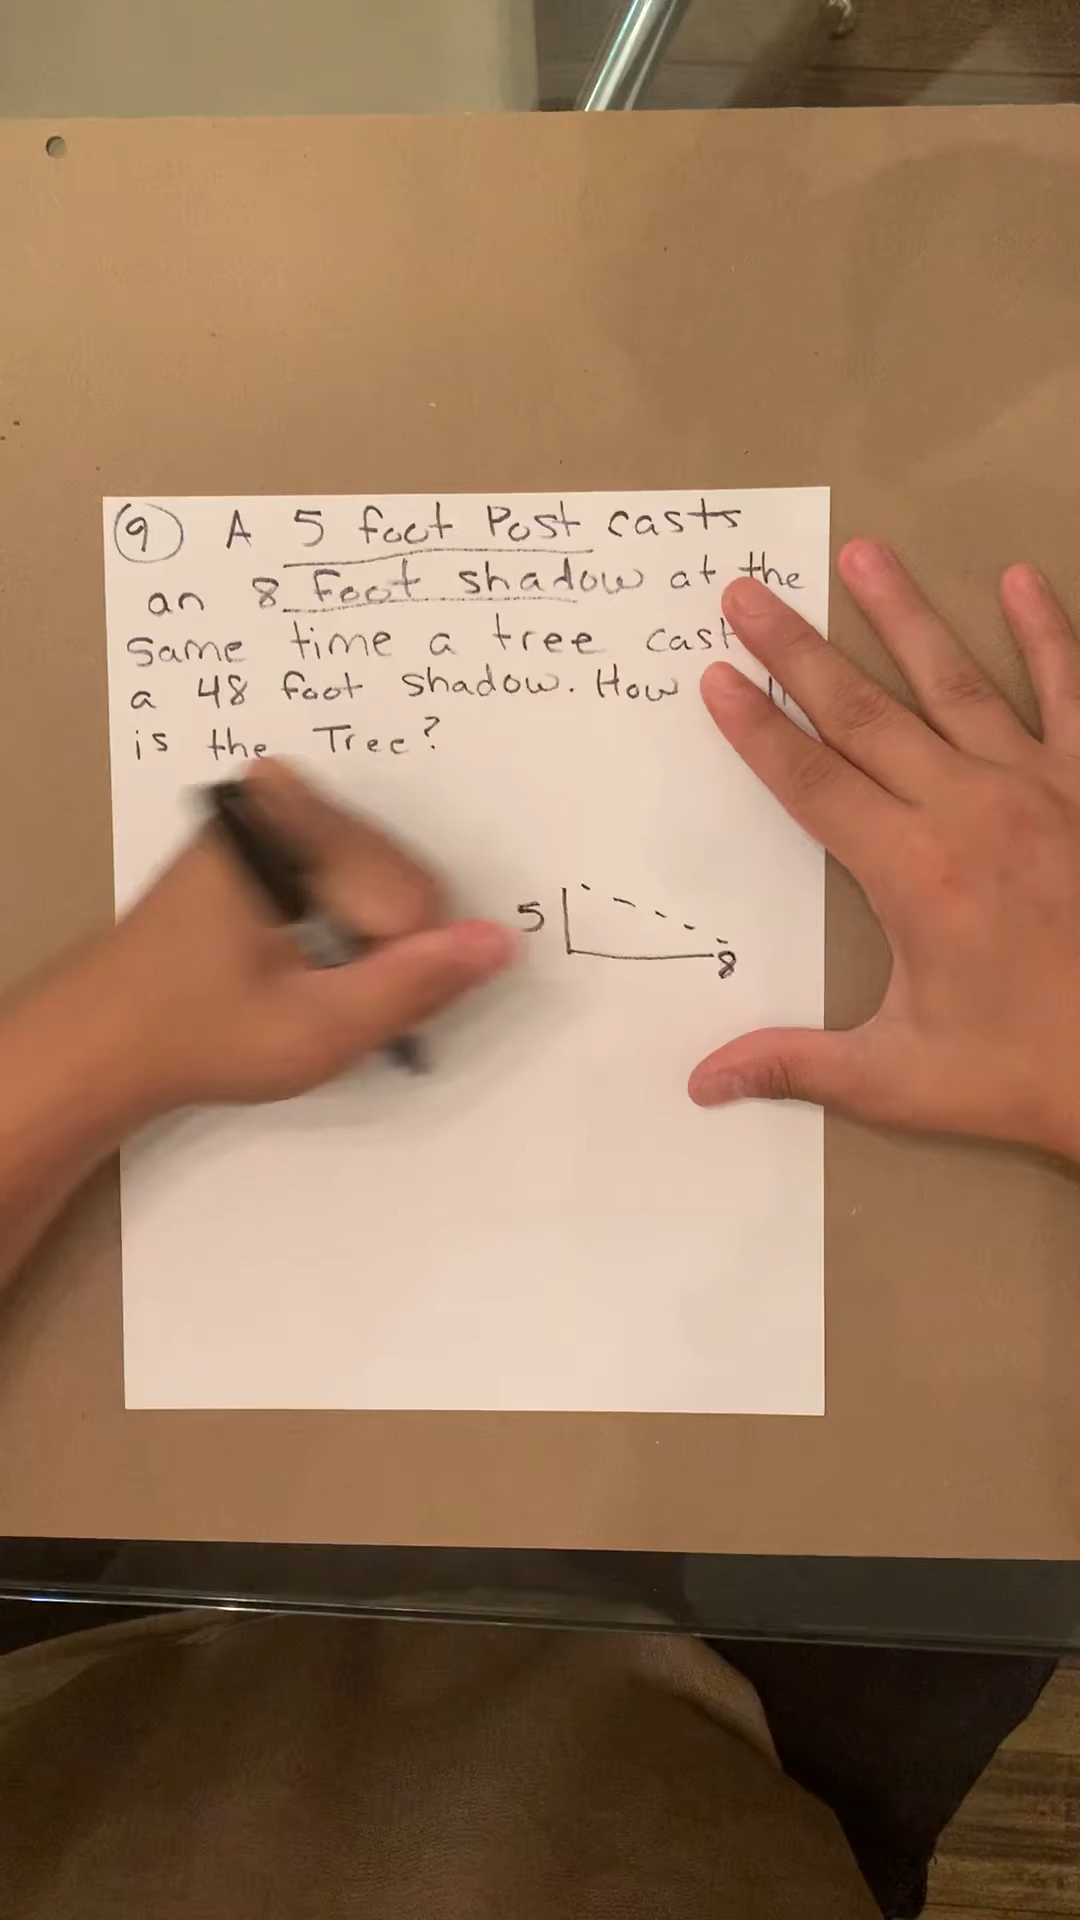 9 A 5 foot Post casts
an 8 Foot shadow at the
Same time a tree cast
a 48 foot shadow. How
is the Tree?
5
8